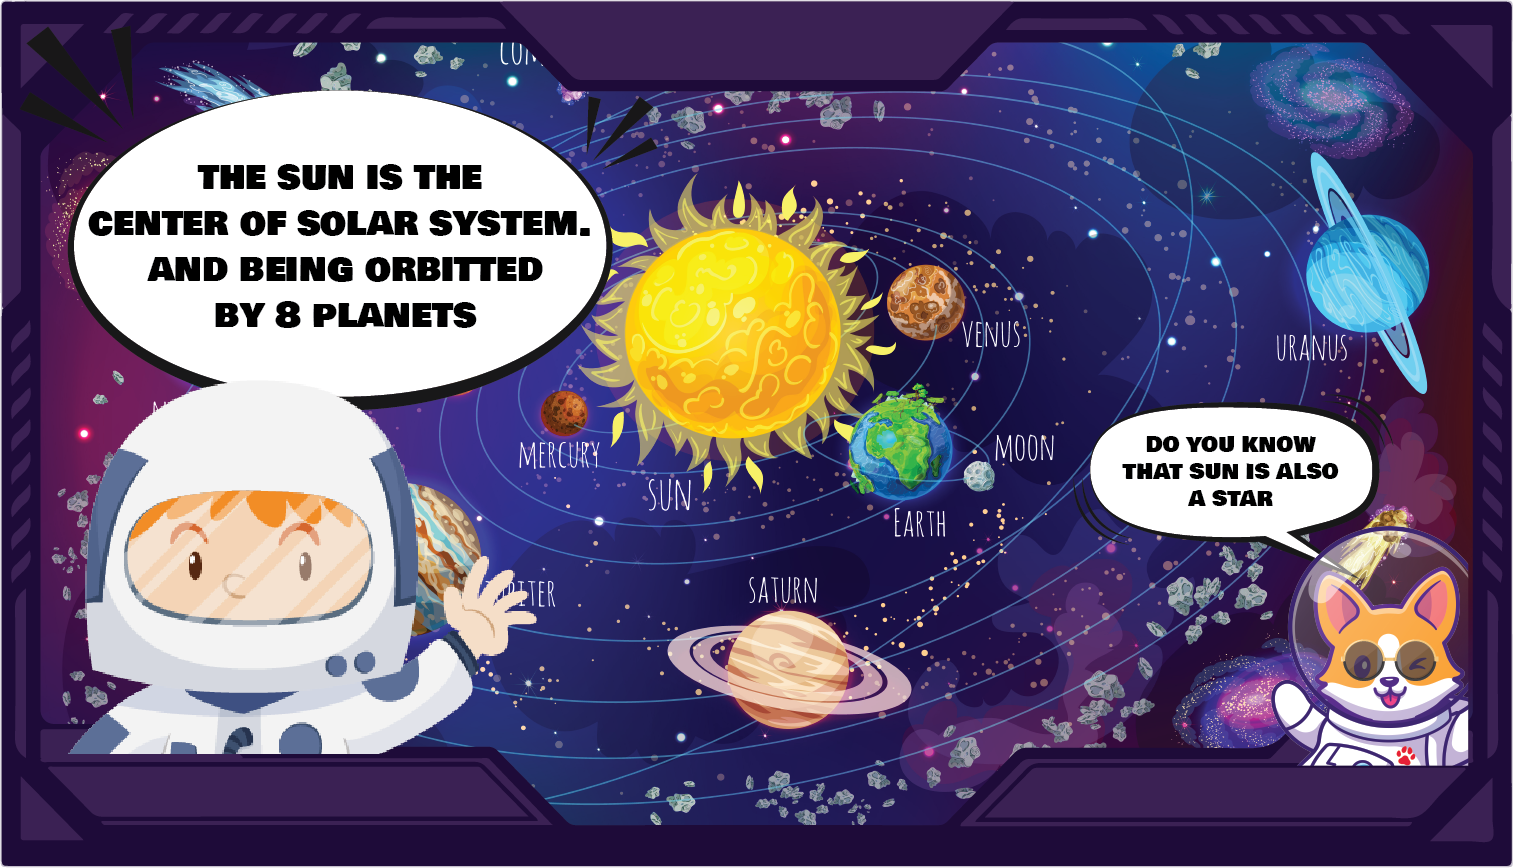 THE SUN IS THE
CENTER OF SOLAR SYSTEM.
AND BEING ORBITTED
BY 8 PLANETS
VENUS
URANUS
MERCURY
MOON
SUN
EARTH
DO YOU KNOW
THAT SUN IS ALSO
A STAR
SATURN